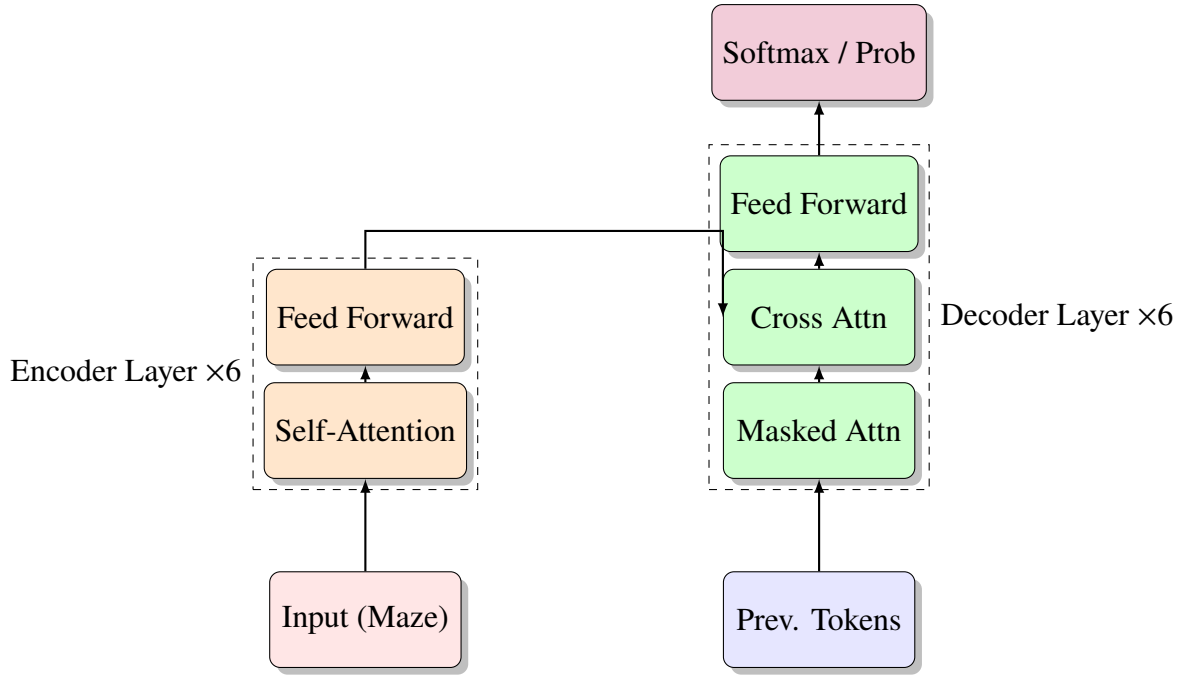 Softmax / Prob
Feed Forward
Feed Forward
Cross Attn
Decoder Layer ×6
Encoder Layer ×6
Self-Attention
Masked Attn
Input (Maze)
Prev. Tokens